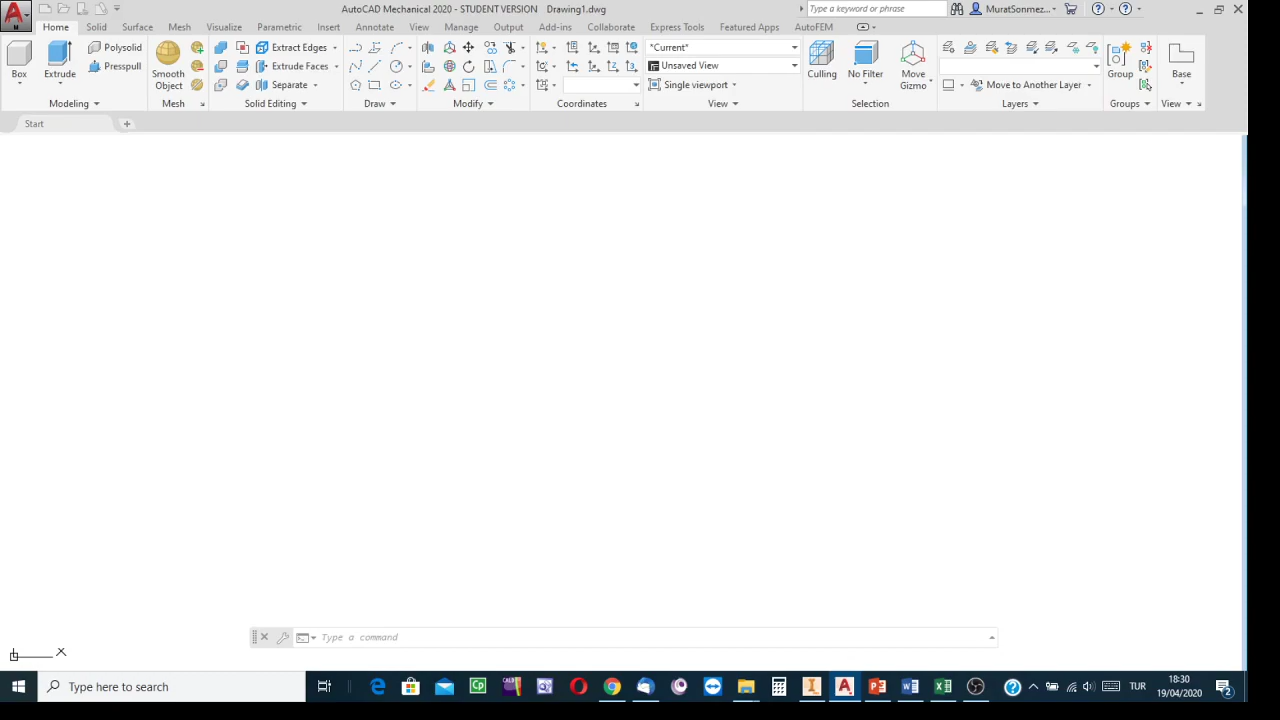 AutoCAD Mechanical 2020 - STUDENT VERSION Drawing1.dwg
Type a keyword or phrase
MuratSonmez...
Home Solid Surface Mesh Visualize Parametric Insert Annotate View Manage Output Add-ins Collaborate Express Tools Featured Apps AutoFEM
Box
Extrude
Polysolid
Presspull
Modeling
Smooth
Object
Mesh
Extract Edges
Extrude Faces
Separate
Solid Editing
Draw
Modify
Coordinates
*Current*
Unsaved View
Single viewport
View
Culling
No Filter
Move
Gizmo
Selection
Move to Another Layer
Layers
Group
Groups
Base
View
Start
Type a command
X
Type here to search
TUR
18:30
19/04/2020
2